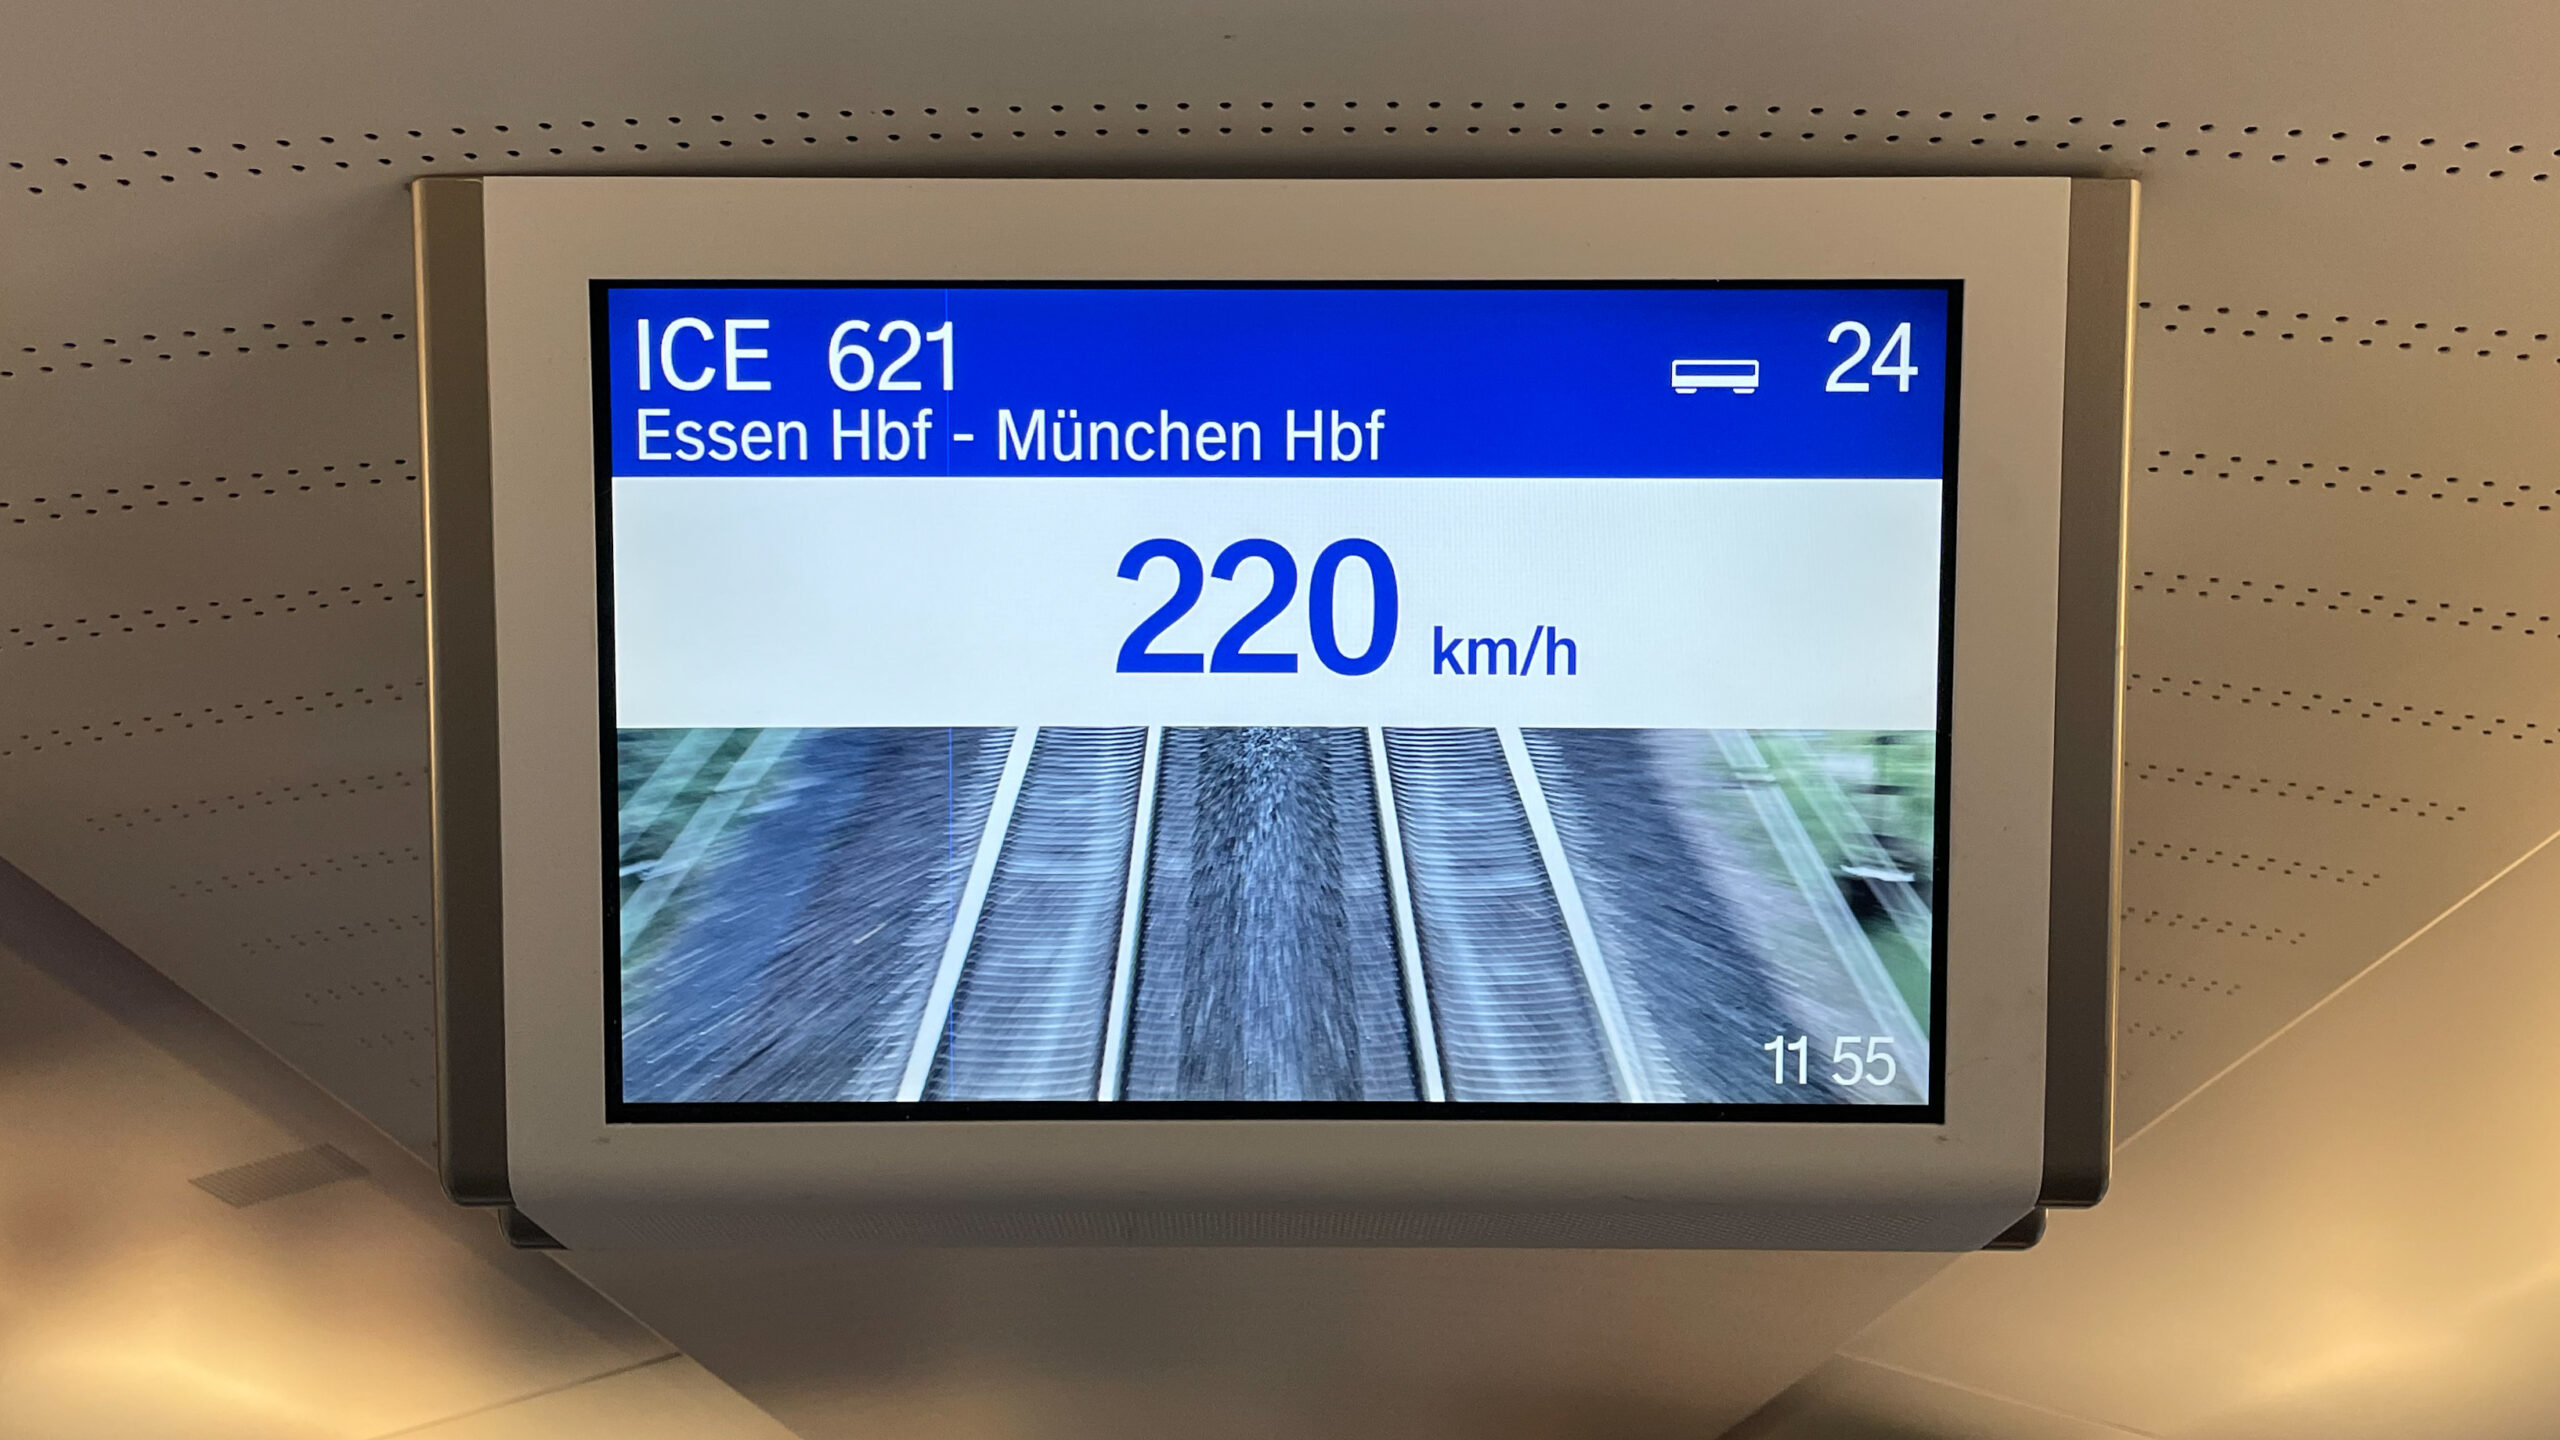 ICE 621
24
Essen Hbf - München Hbf
220 km/h
11 55